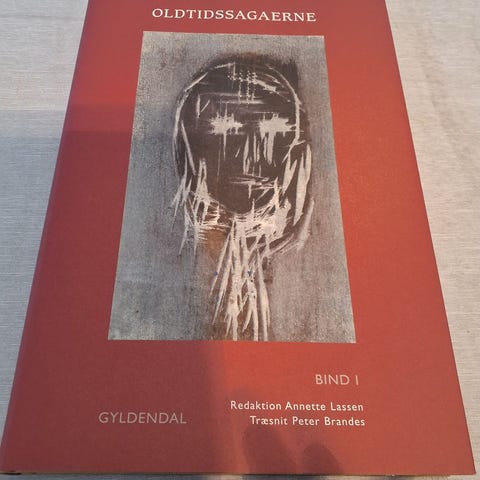 OLDTIDSSAGAERNE
BIND I
Redaktion Annette Lassen
Træsnit Peter Brandes
GYLDENDAL